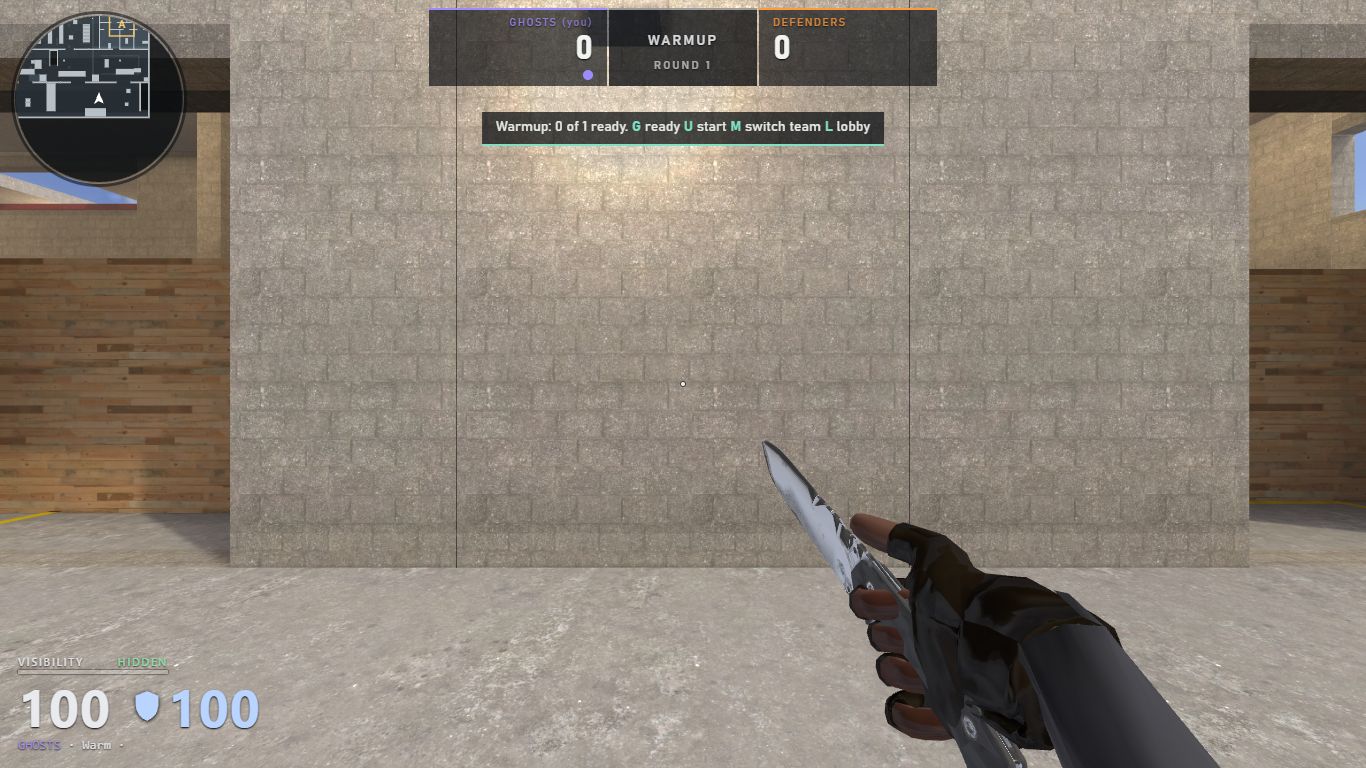 A
GHOSTS (you)
0
WARMUP
ROUND 1
DEFENDERS
0
Warmup: 0 of 1 ready. G ready U start M switch team L lobby
VISIBILITY HIDDEN
100 100
GHOSTS · Warm ·